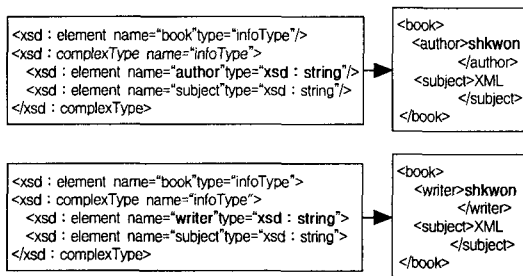 <xsd : element name="book"type="infoType"/>
<xsd : complexType name="infoType">
<xsd : element name="author"type="xsd : string"/>
<xsd : element name="subject"type="xsd : string"/>
</xsd : complexType>
<book>
<author>shkwon
</author>
<subject>XML
</subject>
</book>
<xsd : element name="book"type="infoType">
<xsd : complexType name="infoType">
<xsd : element name="writer"type="xsd : string">
<xsd : element name="subject"type="xsd : string">
</xsd : complexType>
<book>
<writer>shkwon
</writer>
<subject>XML
</subject>
</book>